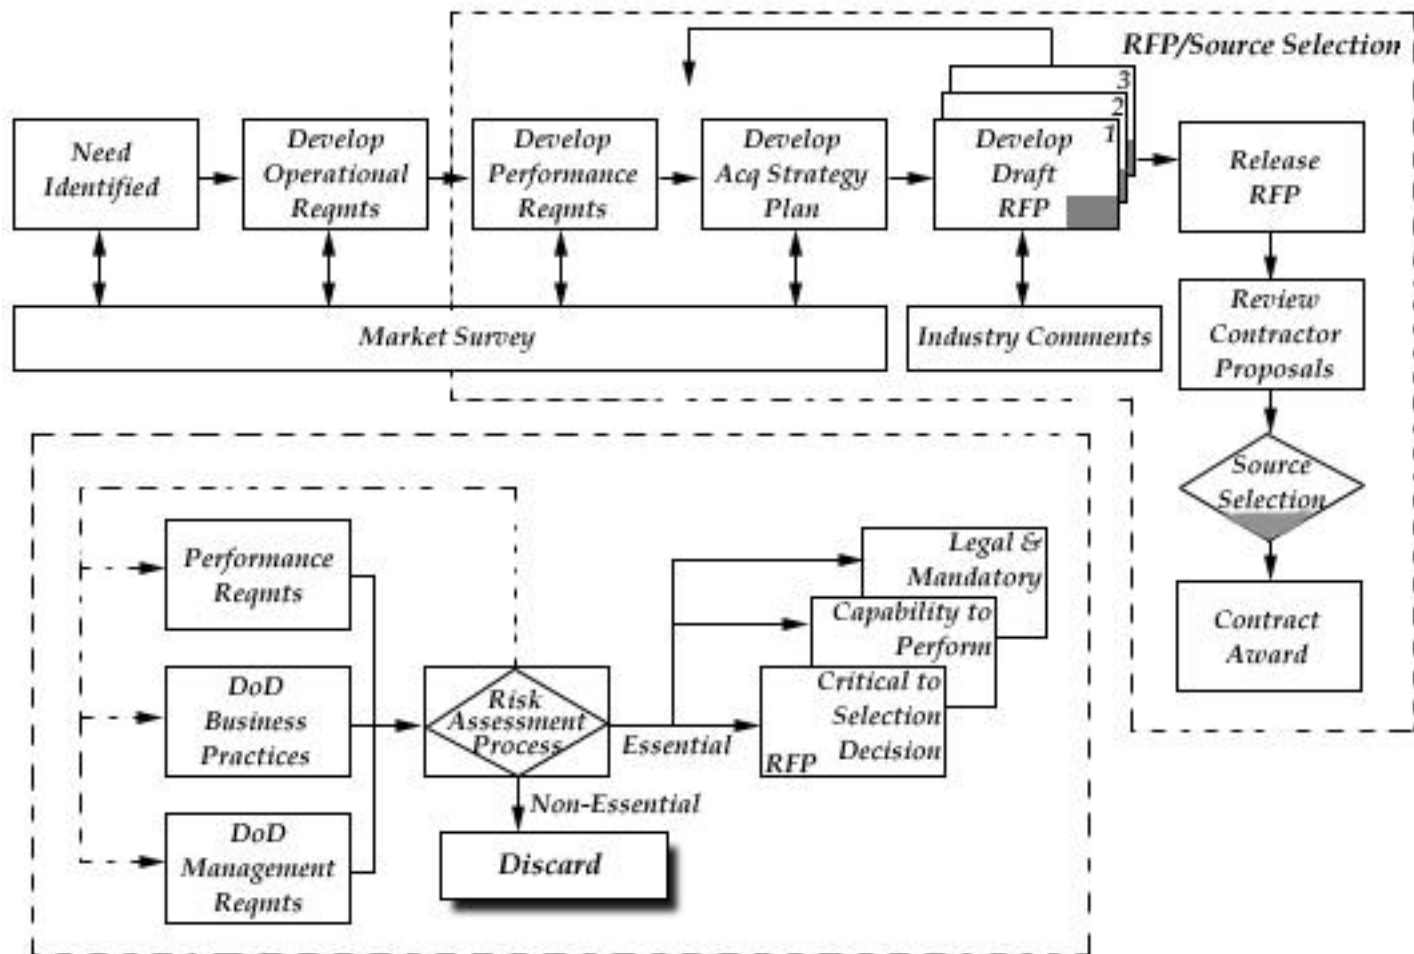 RFP/Source Selection
Need
Identified
Develop
Operational
Reqmts
Develop
Performance
Reqmts
Develop
Acq Strategy
Plan
3
2
1
Develop
Draft
RFP
Release
RFP
Market Survey
Industry Comments
Review
Contractor
Proposals
Source
Selection
Contract
Award
Performance
Reqmts
DoD
Business
Practices
DoD
Management
Reqmts
Risk
Assessment
Process
Essential
Non-Essential
Discard
Legal &
Mandatory
Capability to
Perform
Critical to
Selection
Decision
RFP